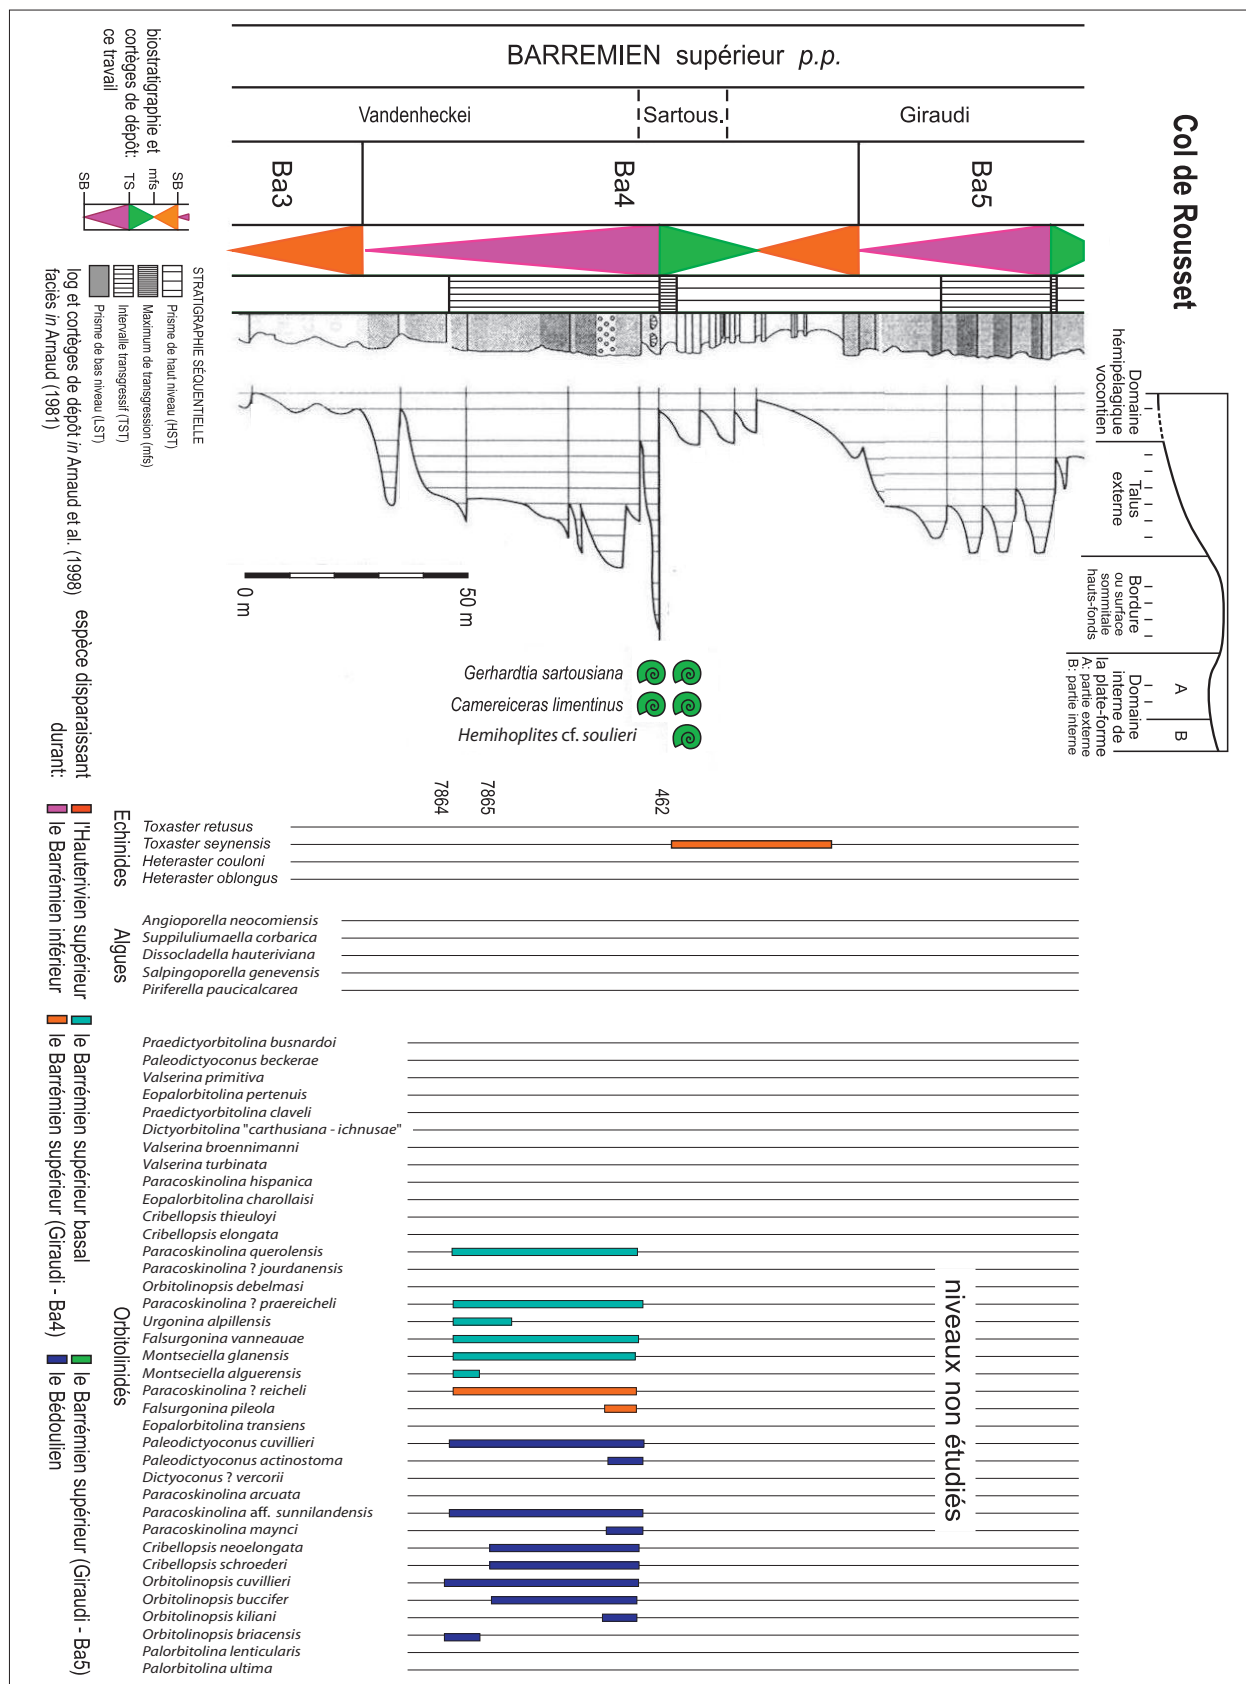 Col de Rousset
BARREMIEN supérieur p.p.
Vandenheckei
Sartous.
Giraudi
Ba3
Ba4
Ba5
Domaine
hémipélagique
vocontien
Talus
externe
Bordure
ou surface
sommitale
hauts-fonds
Domaine
interne de
la plate-forme
A: partie externe
B: partie interne
A
B
biostratigraphie et
cortèges de dépôt:
ce travail
SB
mfs
TS
SB
STRATIGRAPHIE SÉQUENTIELLE
Prisme de haut niveau (HST)
Maximum de transgression (mfs)
Intervalle transgressif (TST)
Prisme de bas niveau (LST)
log et cortèges de dépôt in Arnaud et al. (1998)
faciès in Arnaud (1981)
0 m
50 m
Gerhardtia sartousiana
Camereiceras limentinus
Hemihoplites cf. soulieri
7864
7865
462
espèce disparaissant
durant:
l'Hauterivien supérieur
le Barrémien inférieur
le Barrémien supérieur basal
le Barrémien supérieur (Giraudi - Ba4)
le Barrémien supérieur (Giraudi - Ba5)
le Bédoulien
Echinides
Toxaster retusus
Toxaster seynensis
Heteraster couloni
Heteraster oblongus
Algues
Angioporella neocomiensis
Suppiluliumaella corbarica
Dissocladella hauteriviana
Salpingoporella genevensis
Piriferella paucicalcarea
Orbitolinidés
Praedictyorbitolina busnardoi
Paleodictyoconus beckerae
Valserina primitiva
Eopalorbitolina pertenuis
Praedictyorbitolina claveli
Dictyorbitolina "carthusiana - ichnusae"
Valserina broennimanni
Valserina turbinata
Paracoskinolina hispanica
Eopalorbitolina charollaisi
Cribellopsis thieuloyi
Cribellopsis elongata
Paracoskinolina querolensis
Paracoskinolina ? jourdanensis
Orbitolinopsis debelmasi
Paracoskinolina ? praereicheli
Urgonina alpillensis
Falsurgonina vanneauae
Montseciella glanensis
Montseciella alguerensis
Paracoskinolina ? reicheli
Falsurgonina pileola
Eopalorbitolina transiens
Paleodictyoconus cuvillieri
Paleodictyoconus actinostoma
Dictyoconus ? vercorii
Paracoskinolina arcuata
Paracoskinolina aff. sunnilandensis
Paracoskinolina maynci
Cribellopsis neoelongata
Cribellopsis schroederi
Orbitolinopsis cuvillieri
Orbitolinopsis buccifer
Orbitolinopsis kiliani
Orbitolinopsis briacensis
Palorbitolina lenticularis
Palorbitolina ultima
niveaux non étudiés